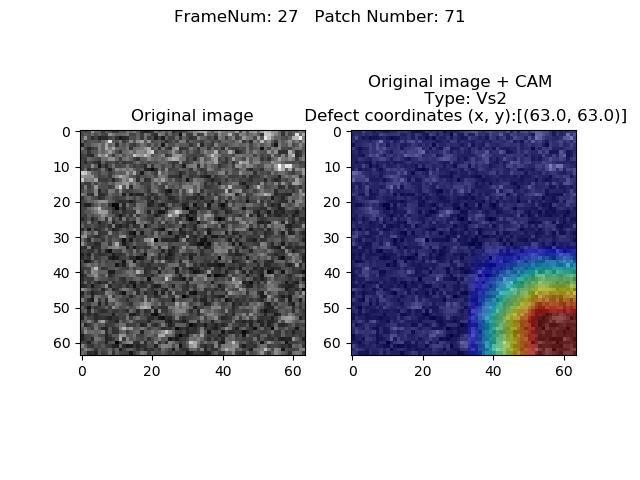 FrameNum: 27   Patch Number: 71
Original image
0
10
20
30
40
50
60
0 20 40 60
Original image + CAM
Type: Vs2
Defect coordinates (x, y):[(63.0, 63.0)]
0
10
20
30
40
50
60
0 20 40 60